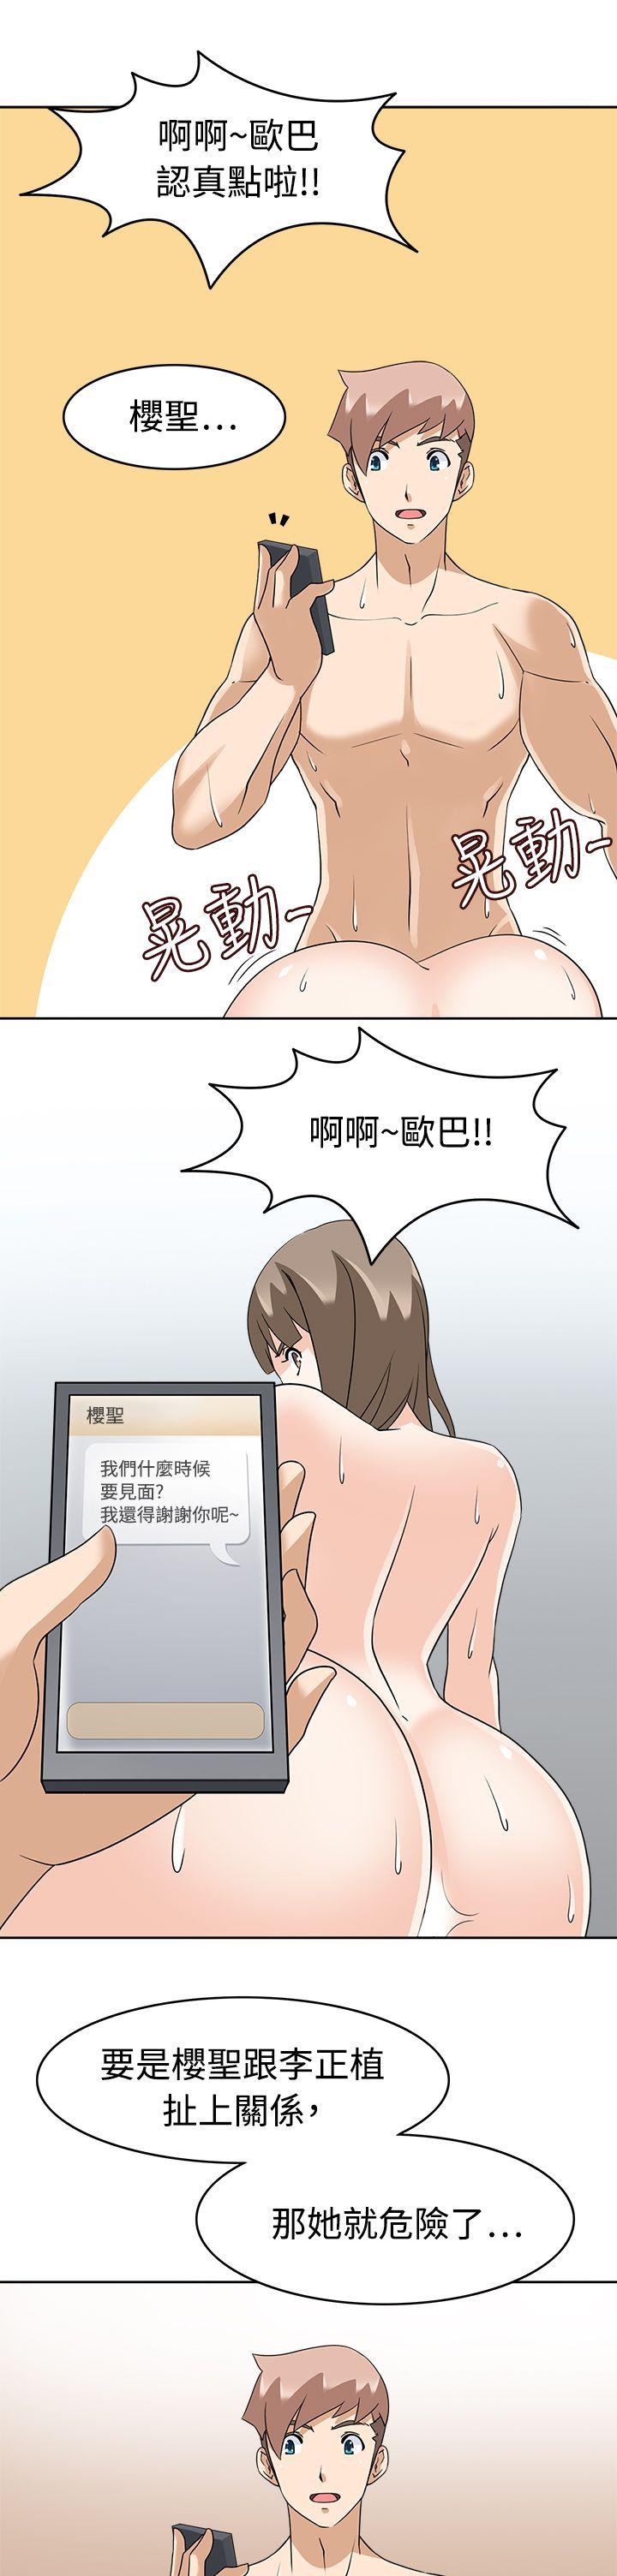 啊啊~歐巴
認真點啦!!
櫻聖...
晃動-
晃動-
啊啊~歐巴!!
櫻聖
我們什麼時候
要見面?
我還得謝謝你呢~
要是櫻聖跟李正植
扯上關係,
那她就危險了...